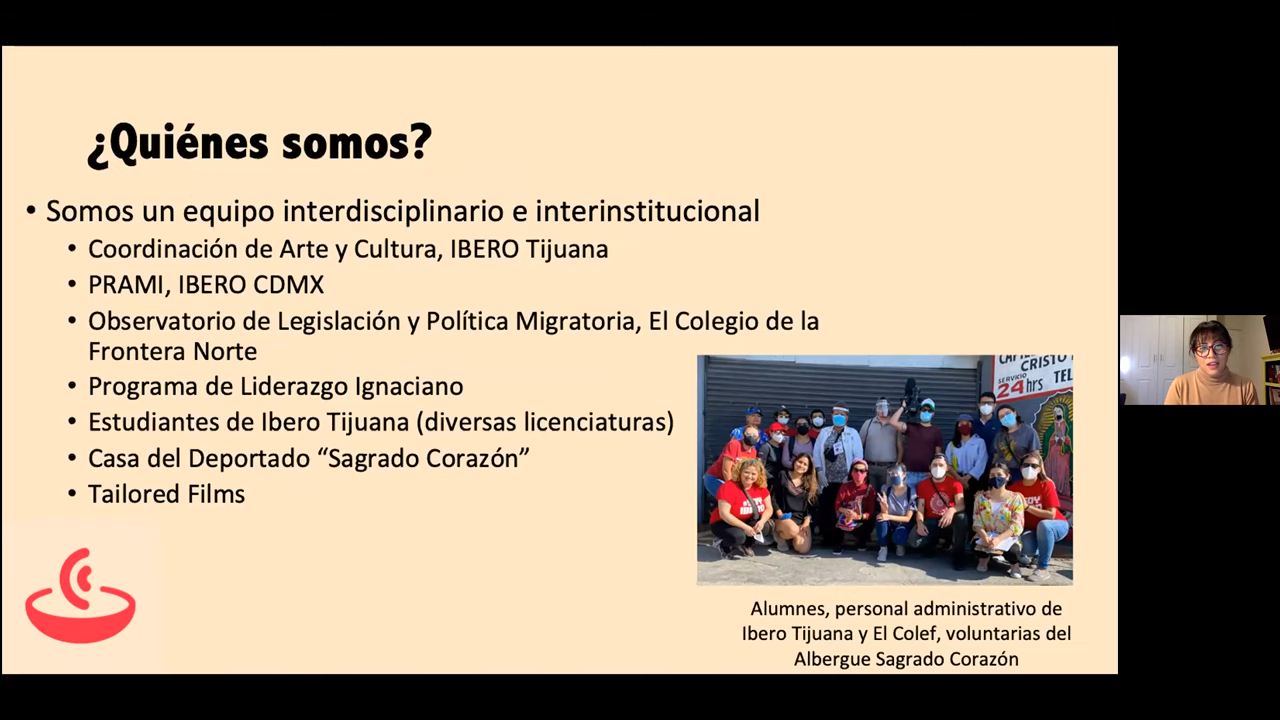 ¿Quiénes somos?
• Somos un equipo interdisciplinario e interinstitucional
• Coordinación de Arte y Cultura, IBERO Tijuana
• PRAMI, IBERO CDMX
• Observatorio de Legislación y Política Migratoria, El Colegio de la
Frontera Norte
• Programa de Liderazgo Ignaciano
• Estudiantes de Ibero Tijuana (diversas licenciaturas)
• Casa del Deportado “Sagrado Corazón”
• Tailored Films
CRISTO
SERVICIO
24hrs
TEL
Alumnes, personal administrativo de
Ibero Tijuana y El Colef, voluntarias del
Albergue Sagrado Corazón